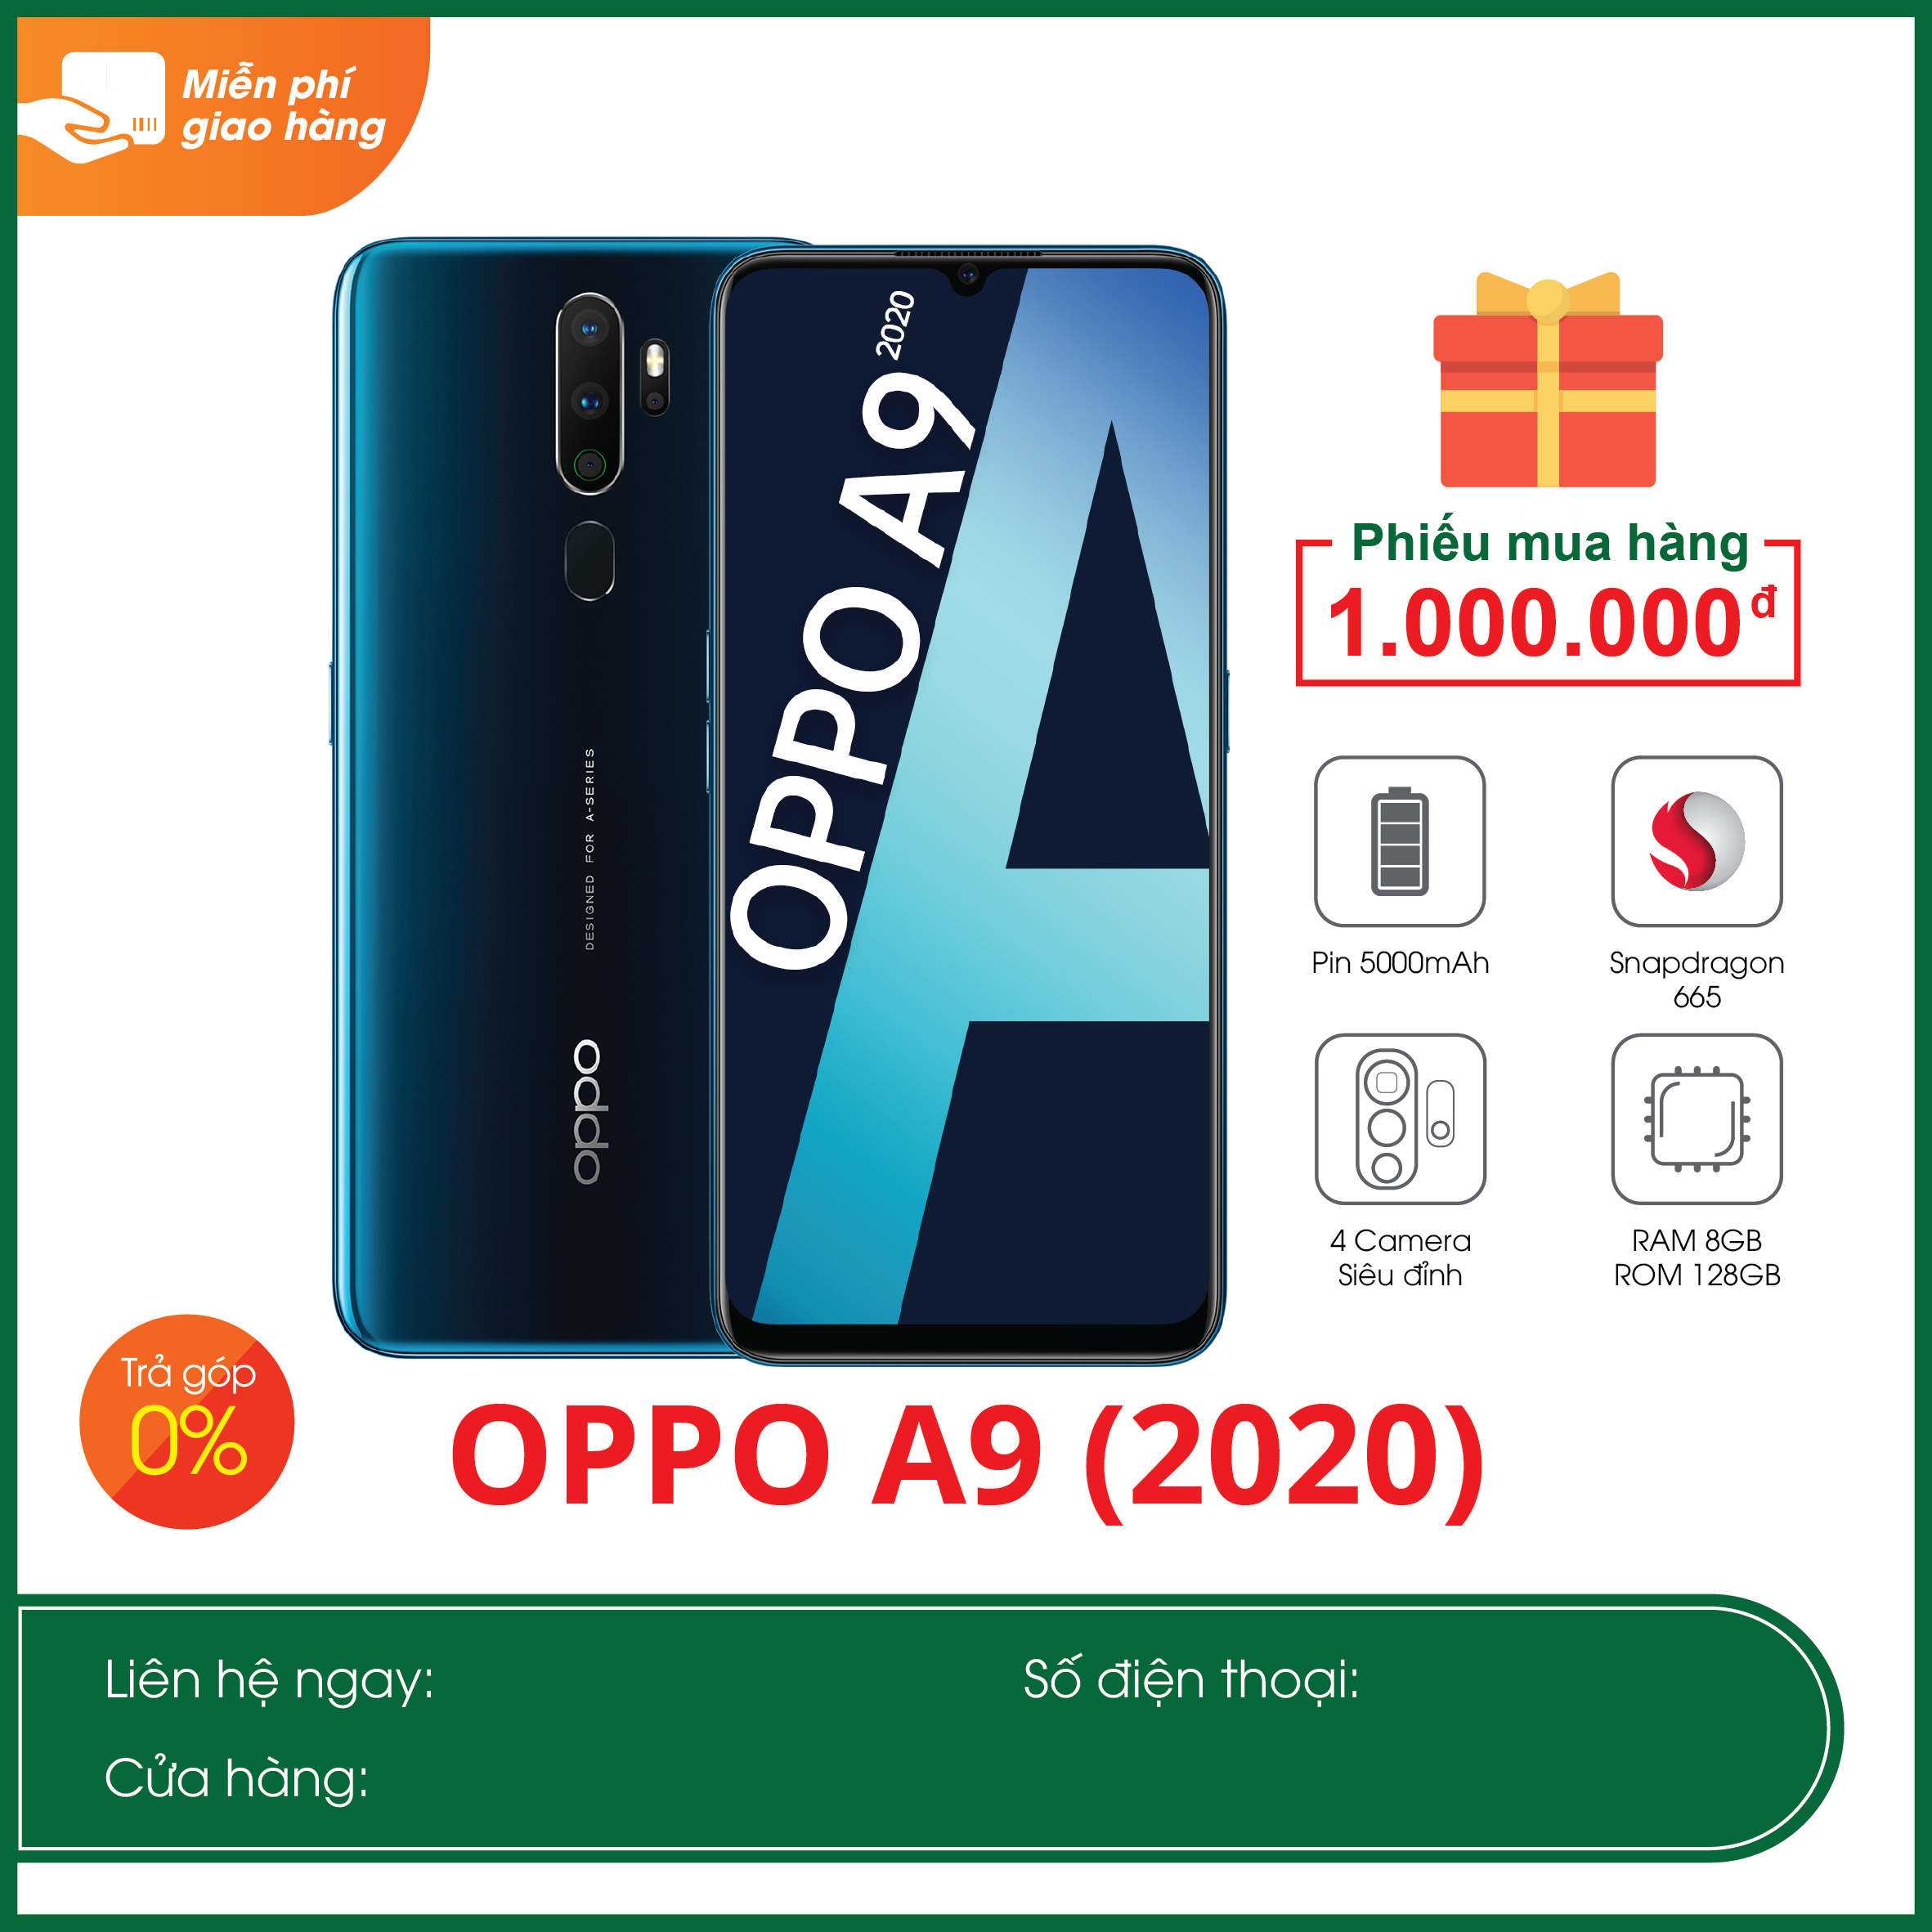 Miễn phí
giao hàng
2020
OPPO A9
DESIGNED FOR A-SERIES
oppo
Phiếu mua hàng
1.000.000đ
Pin 5000mAh
Snapdragon
665
4 Camera
Siêu đỉnh
RAM 8GB
ROM 128GB
Trả góp
0%
OPPO A9 (2020)
Liên hệ ngay:
Số điện thoại:
Cửa hàng: